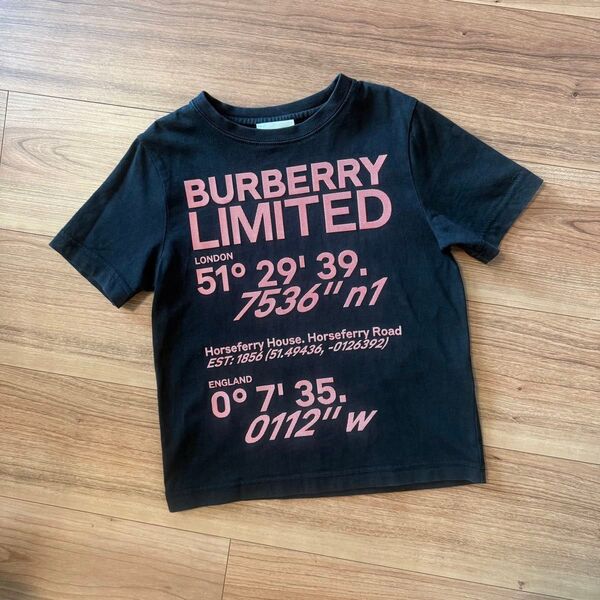 BURBERRY
LIMITED
LONDON
51° 29' 39.
7536" n1
Horseferry House. Horseferry Road
EST: 1856 (51.49436, -0126392)
ENGLAND
0° 7' 35.
0112" w